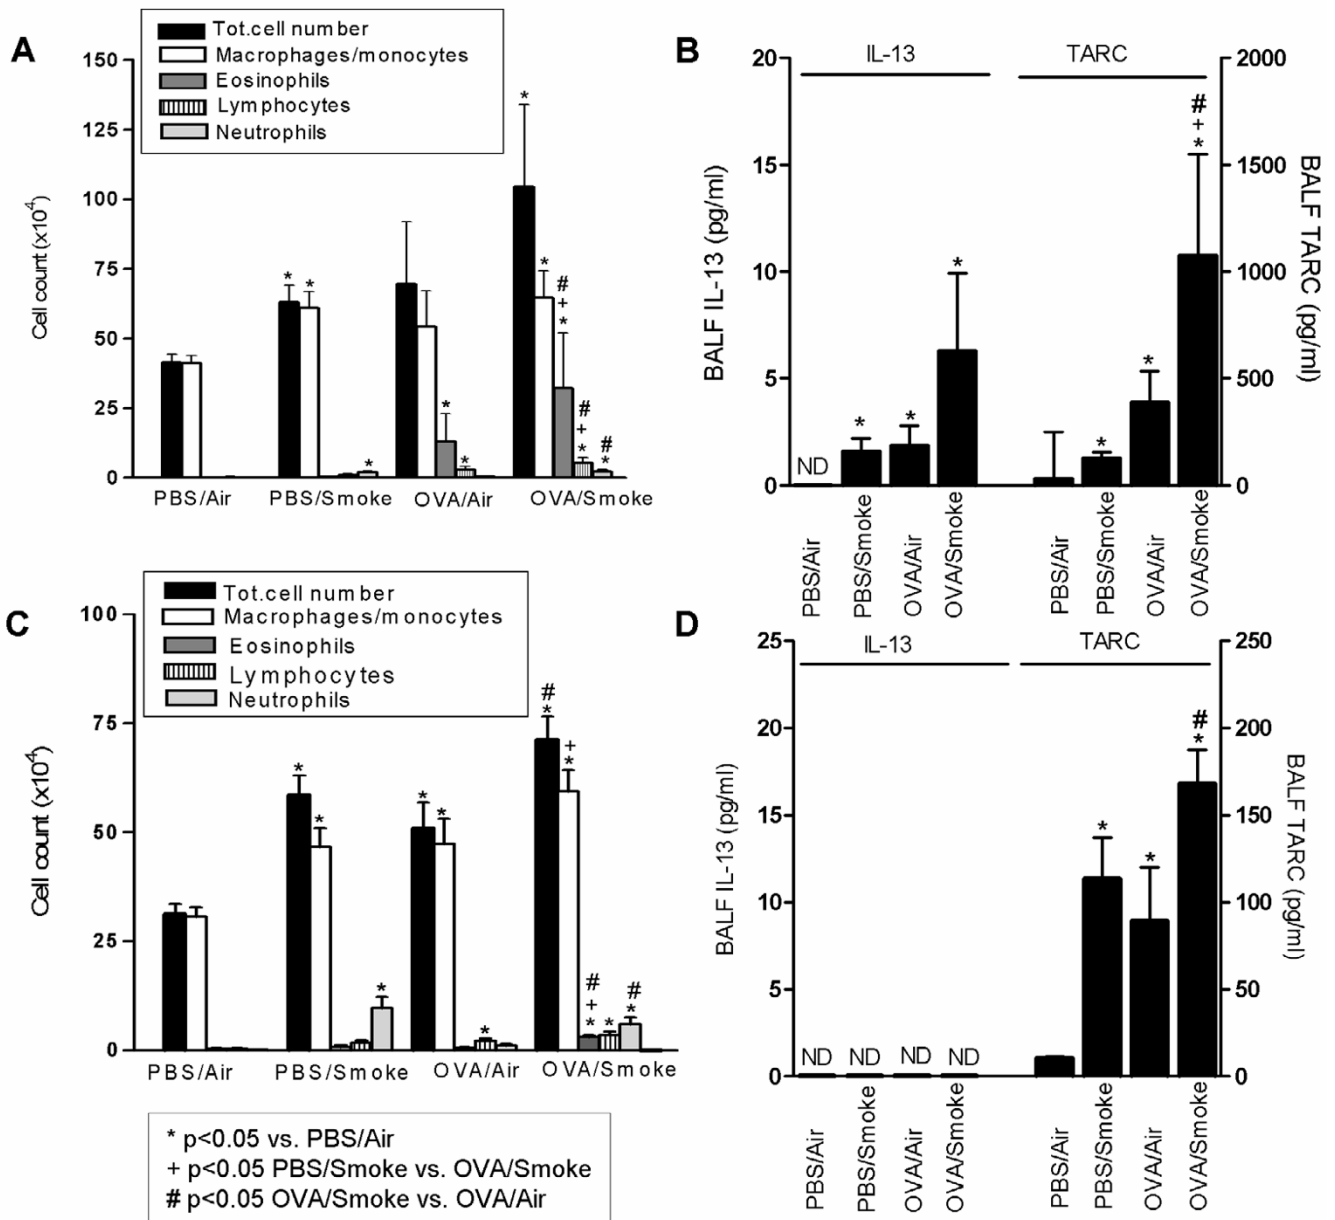 A
Tot.cell number
Macrophages/monocytes
Eosinophils
Lymphocytes
Neutrophils
Cell count (x10⁴)
150
125
100
75
50
25
0
* * * * * * * * # + * # + * # *
PBS/Air PBS/Smoke OVA/Air OVA/Smoke
B
IL-13 TARC
BALF IL-13 (pg/ml)
20
15
10
5
0
BALF TARC (pg/ml)
2000
1500
1000
500
0
ND * * * * * # + *
PBS/Air PBS/Smoke OVA/Air OVA/Smoke PBS/Air PBS/Smoke OVA/Air OVA/Smoke
C
Tot.cell number
Macrophages/monocytes
Eosinophils
Lymphocytes
Neutrophils
Cell count (x10⁴)
100
75
50
25
0
* * * * * * # * + * # + * * # *
PBS/Air PBS/Smoke OVA/Air OVA/Smoke
D
IL-13 TARC
BALF IL-13 (pg/ml)
25
20
15
10
5
0
BALF TARC (pg/ml)
250
200
150
100
50
0
ND ND ND ND * * # *
PBS/Air PBS/Smoke OVA/Air OVA/Smoke PBS/Air PBS/Smoke OVA/Air OVA/Smoke
* p<0.05 vs. PBS/Air
+ p<0.05 PBS/Smoke vs. OVA/Smoke
# p<0.05 OVA/Smoke vs. OVA/Air